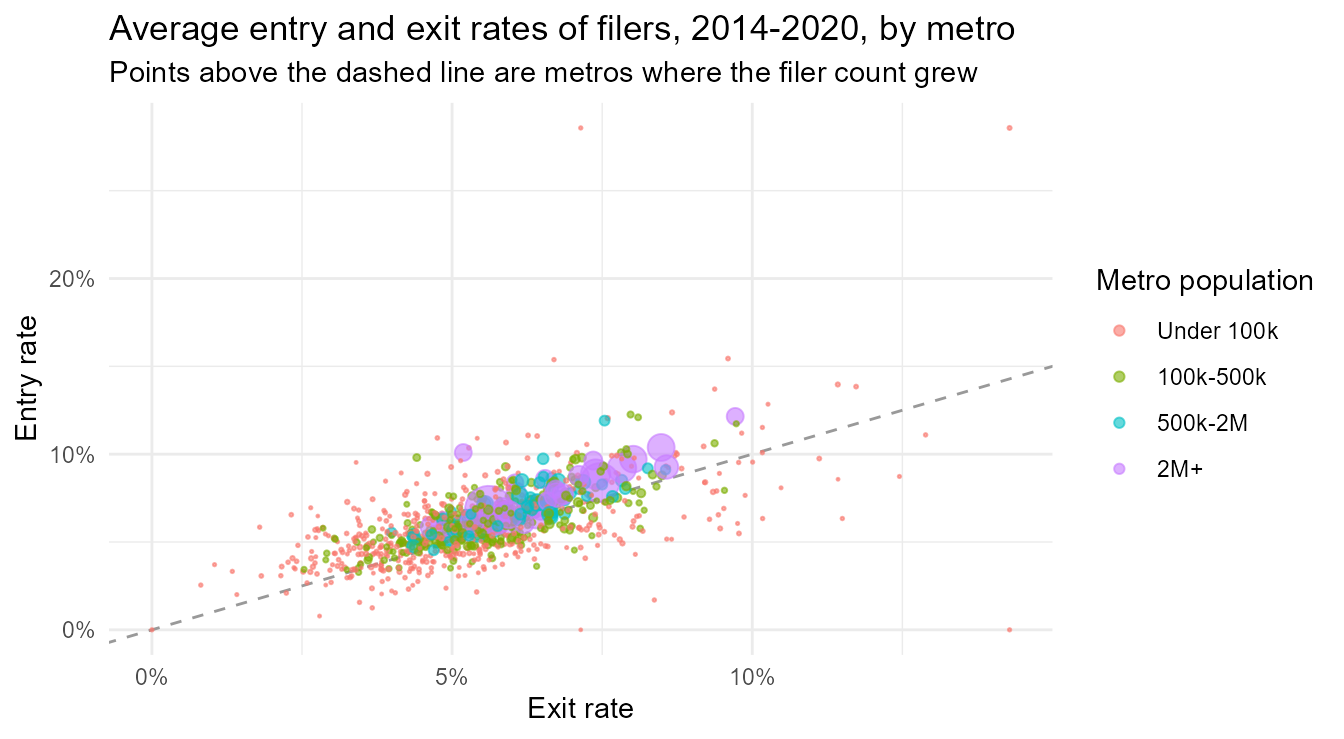 Average entry and exit rates of filers, 2014-2020, by metro
Points above the dashed line are metros where the filer count grew
Entry rate
20%
10%
0%
0%
5%
10%
Exit rate
Metro population
Under 100k
100k-500k
500k-2M
2M+